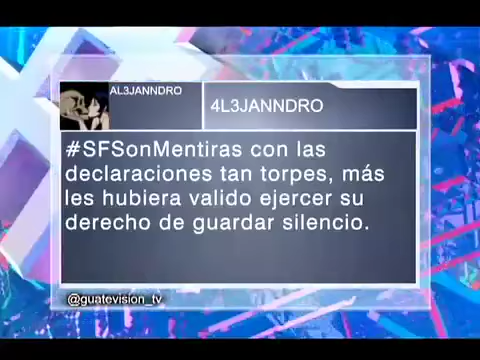 AL3JANNDRO
4L3JANNDRO
#SFSonMentiras con las
declaraciones tan torpes, más
les hubiera valido ejercer su
derecho de guardar silencio.
@guatevision_tv